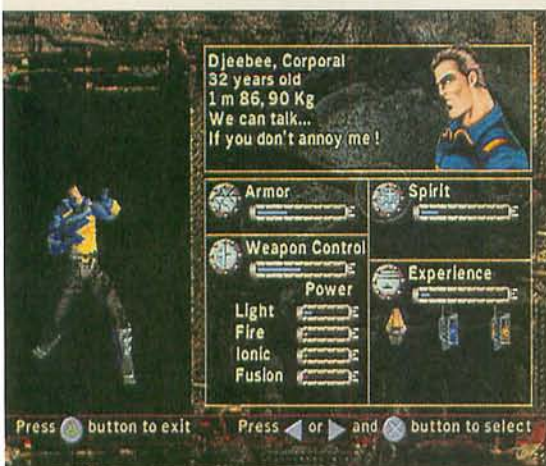 Djeebee, Corporal
32 years old
1 m 86, 90 Kg
We can talk...
If you don't annoy me !
Armor
Spirit
Weapon Control
Power
Light
Fire
Ionic
Fusion
Experience
Press button to exit
Press or and button to select